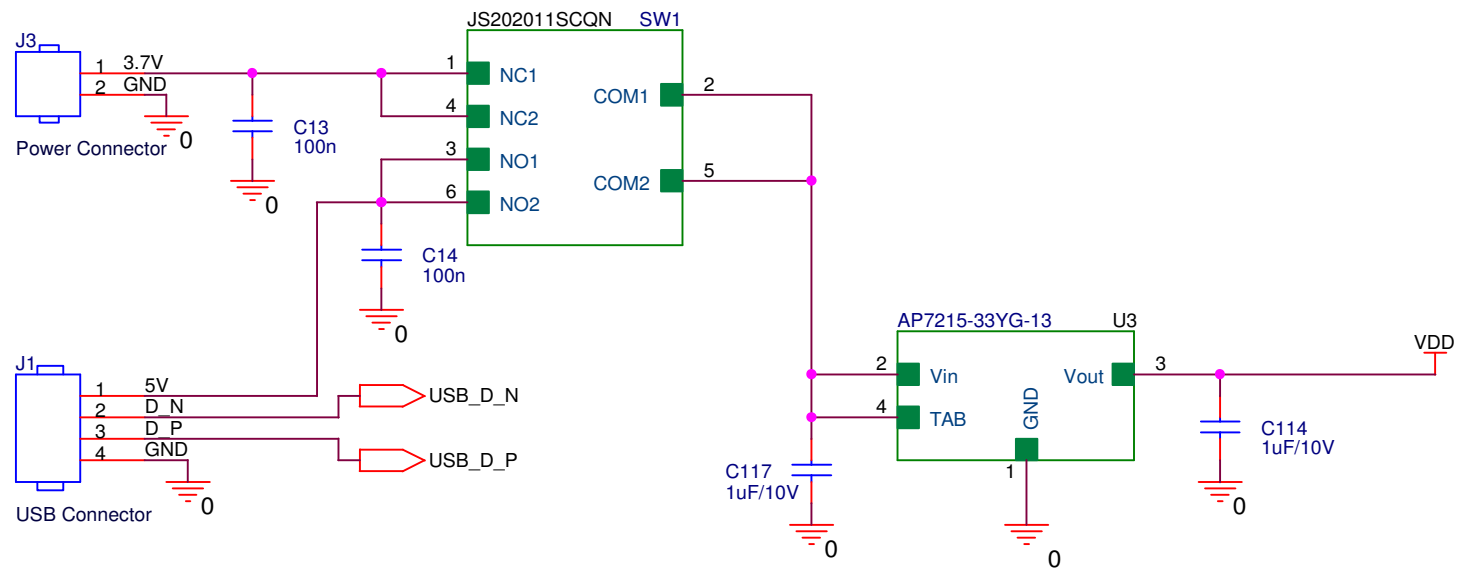 JS202011SCQN SW1
J3
1 3.7V
2 GND
0
Power Connector
C13
100n
0
1 NC1
4 NC2
3 NO1
6 NO2
COM1 2
COM2 5
C14
100n
0
J1
1 5V
2 D_N
3 D_P
4 GND
0
USB Connector
USB_D_N
USB_D_P
AP7215-33YG-13 U3
2 Vin
4 TAB
GND
1
Vout 3
0
C117
1uF/10V
0
C114
1uF/10V
0
VDD